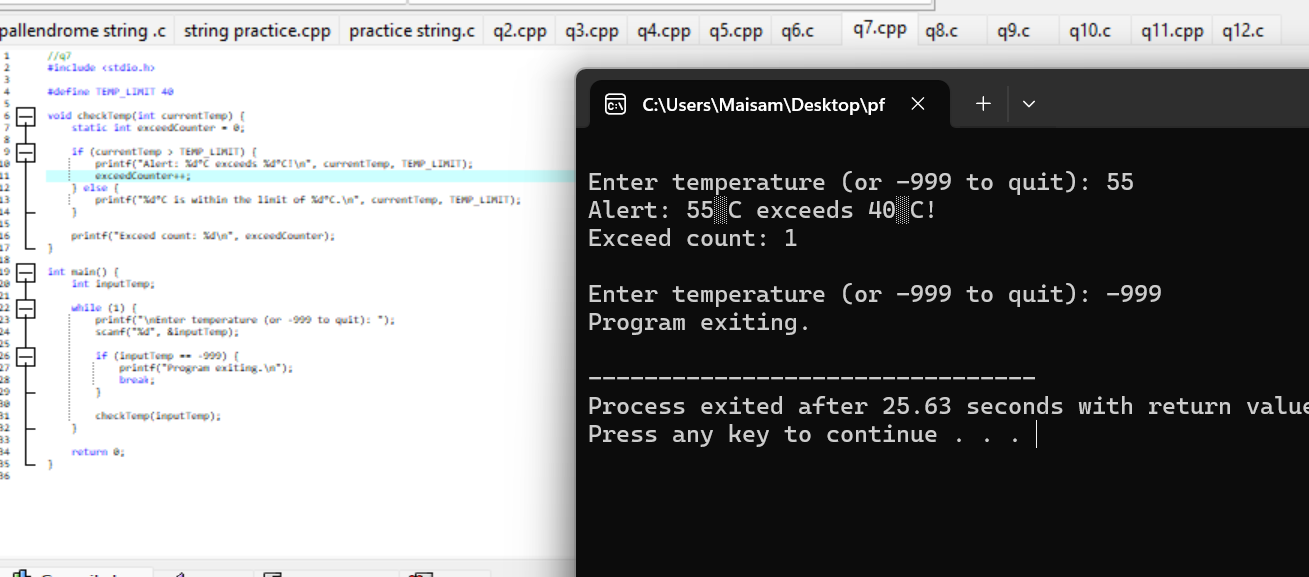 pallendrome string .c string practice.cpp practice string.c q2.cpp q3.cpp q4.cpp q5.cpp q6.c q7.cpp q8.c q9.c q10.c q11.cpp q12.c
//q7
#include <stdio.h>
#define TEMP_LIMIT 40
void checkTemp(int currentTemp) {
static int exceedCounter = 0;
if (currentTemp > TEMP_LIMIT) {
printf("Alert: %d°C exceeds %d°C!\n", currentTemp, TEMP_LIMIT);
exceedCounter++;
} else {
printf("%d°C is within the limit of %d°C.\n", currentTemp, TEMP_LIMIT);
}
printf("Exceed count: %d\n", exceedCounter);
}
int main() {
int inputTemp;
while (1) {
printf("\nEnter temperature (or -999 to quit): ");
scanf("%d", &inputTemp);
if (inputTemp == -999) {
printf("Program exiting.\n");
break;
}
checkTemp(inputTemp);
}
return 0;
}
C:\Users\Maisam\Desktop\pf
Enter temperature (or -999 to quit): 55
Alert: 55▒C exceeds 40▒C!
Exceed count: 1
Enter temperature (or -999 to quit): -999
Program exiting.
--------------------------------
Process exited after 25.63 seconds with return value
Press any key to continue . . .